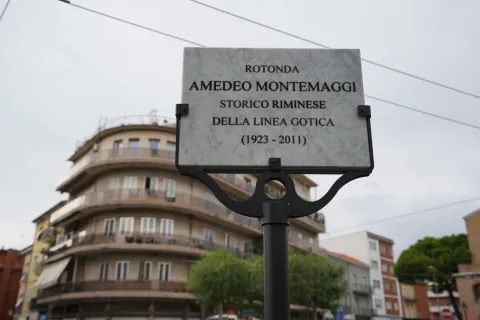 ROTONDA
AMEDEO MONTEMAGGI
STORICO RIMINESE
DELLA LINEA GOTICA
(1923 - 2011)